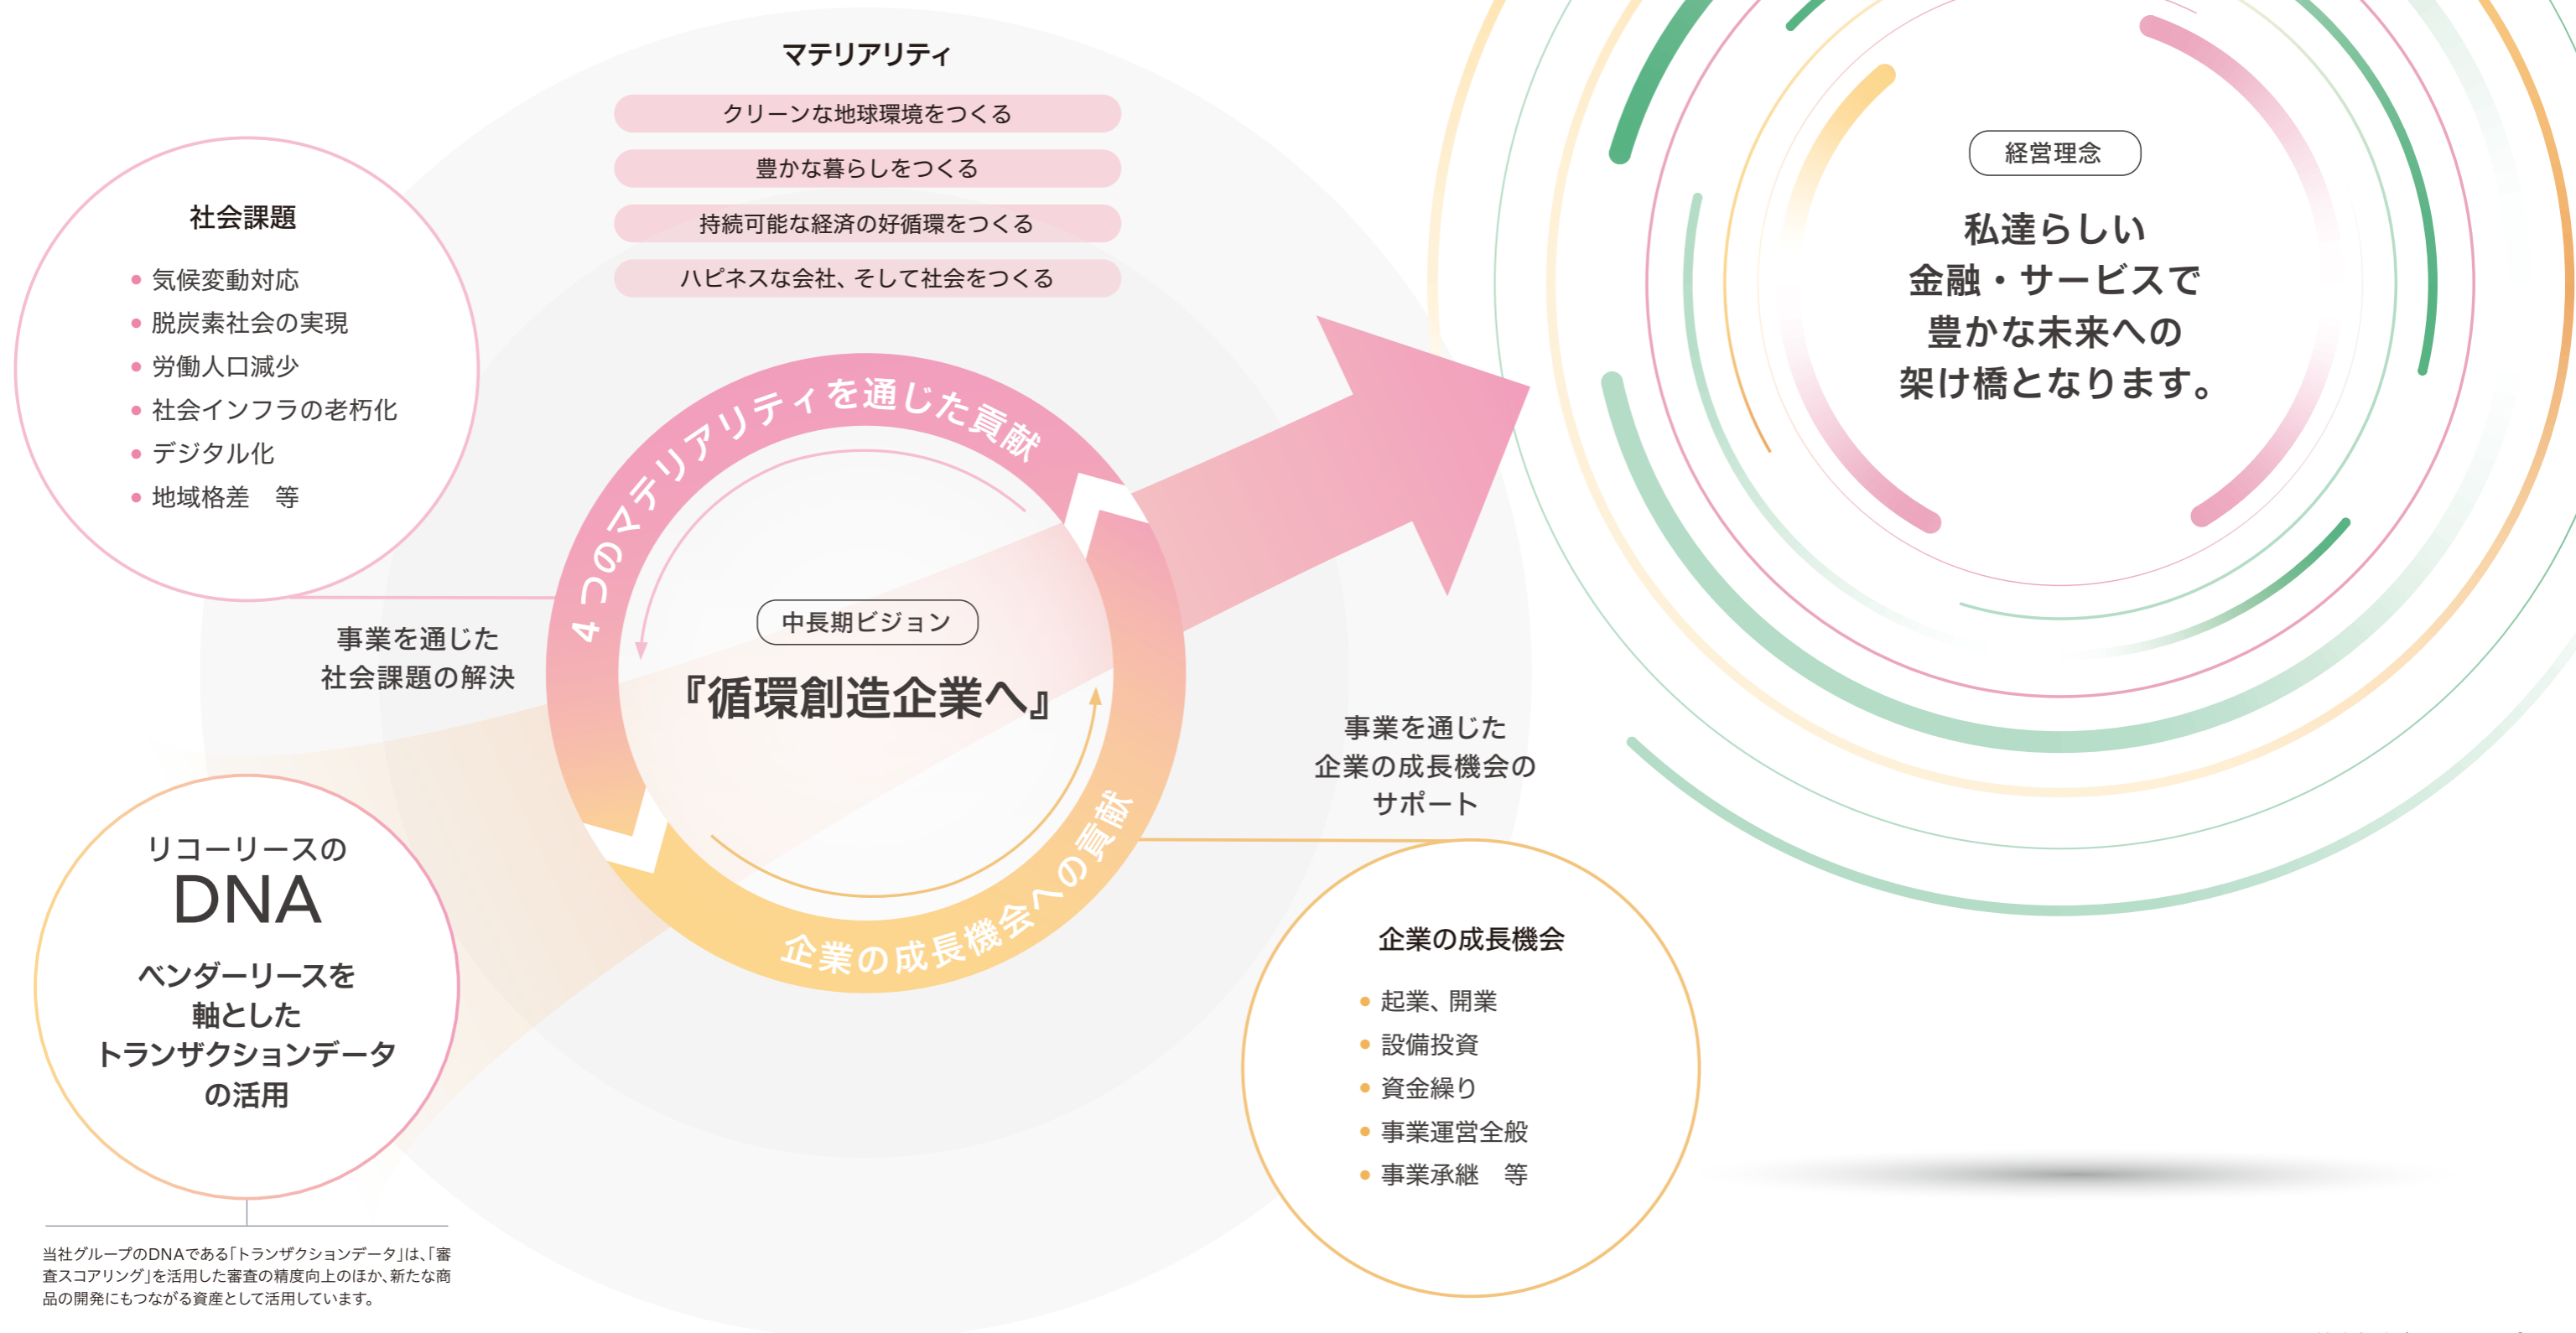 マテリアリティ
クリーンな地球環境をつくる
豊かな暮らしをつくる
持続可能な経済の好循環をつくる
ハピネスな会社、そして社会をつくる
社会課題
• 気候変動対応
• 脱炭素社会の実現
• 労働人口減少
• 社会インフラの老朽化
• デジタル化
• 地域格差　等
事業を通じた
社会課題の解決
4つのマテリアリティを通じた貢献
中長期ビジョン
『循環創造企業へ』
企業の成長機会への貢献
経営理念
私達らしい
金融・サービスで
豊かな未来への
架け橋となります。
事業を通じた
企業の成長機会の
サポート
企業の成長機会
• 起業、開業
• 設備投資
• 資金繰り
• 事業運営全般
• 事業承継　等
リコーリースの
DNA
ベンダーリースを
軸とした
トランザクションデータ
の活用
当社グループのDNAである「トランザクションデータ」は、「審
査スコアリング」を活用した審査の精度向上のほか、新たな商
品の開発にもつながる資産として活用しています。